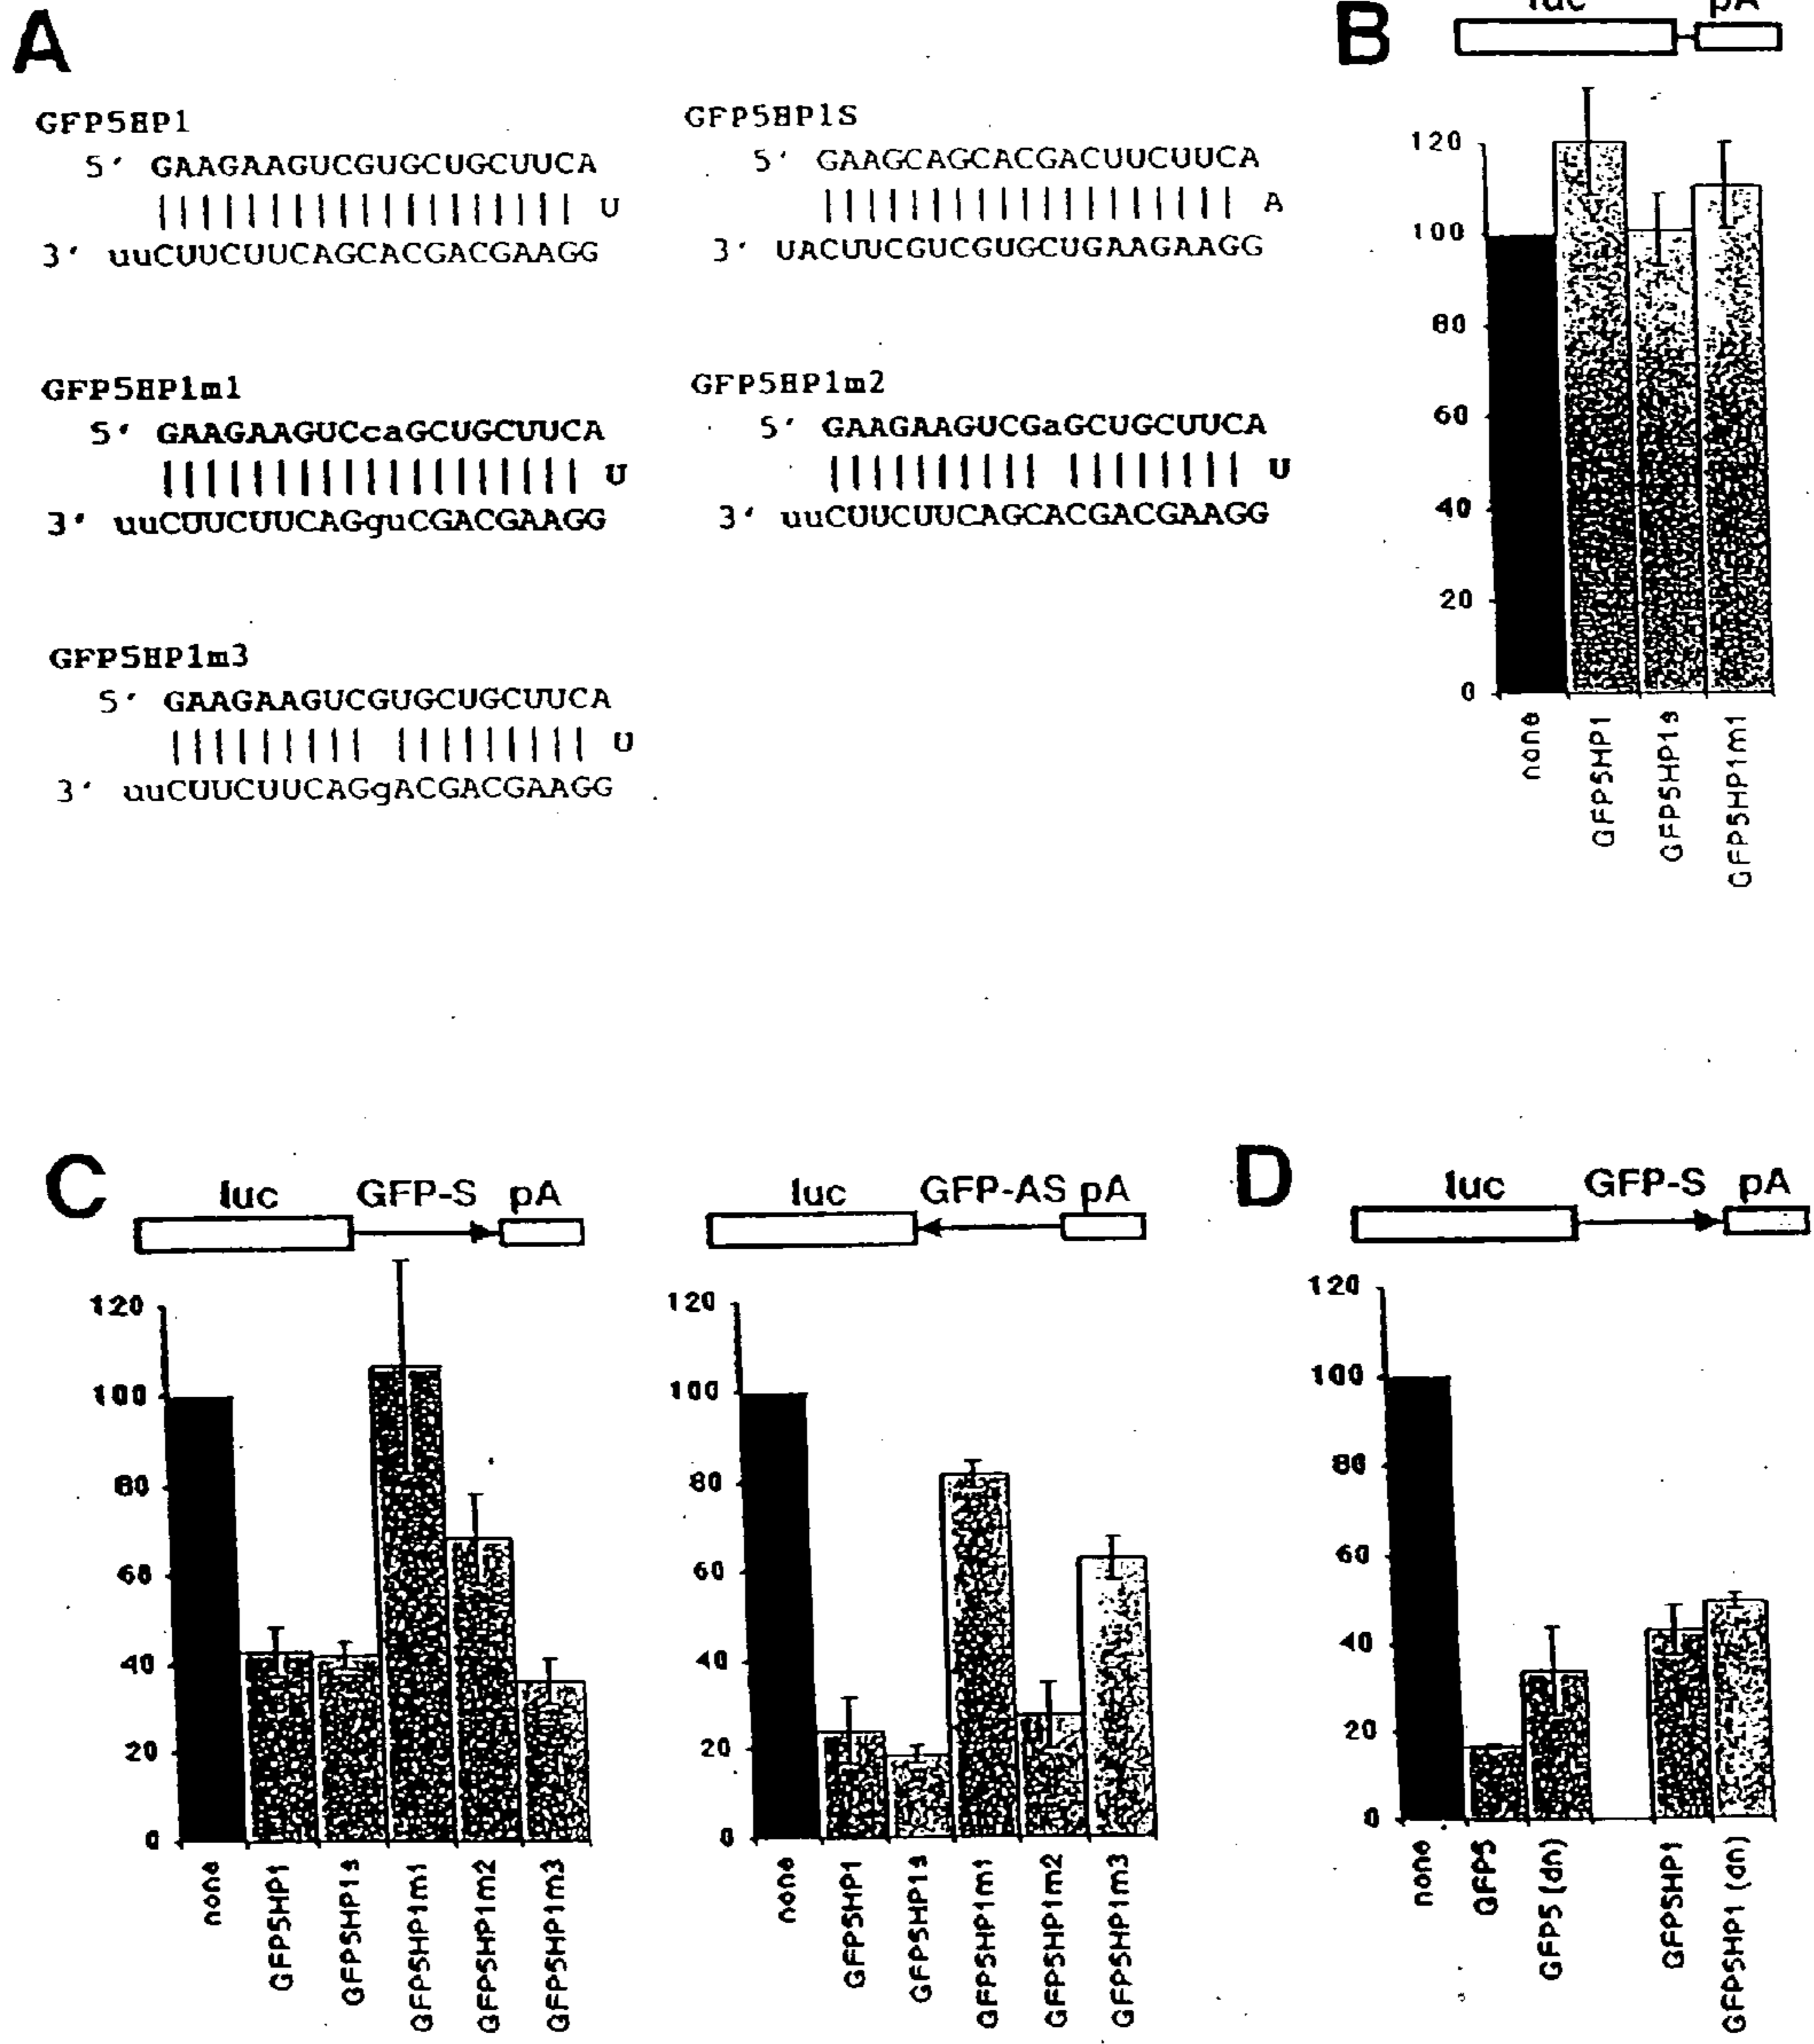 A
GFP5HP1
5' GAAGAAGUCGUGCUGCUUCA
U
3' uuCUUCUUCAGCACGACGAAGG
GFP5HP1S
5' GAAGCAGCACGACUUCUUCA
A
3' UACUUCGUCGUGCUGAAGAAGG
GFP5HP1m1
5' GAAGAAGUCcaGCUGCUUCA
U
3' uuCUUCUUCAGguCGACGAAGG
GFP5HP1m2
5' GAAGAAGUCGaGCUGCUUCA
U
3' uuCUUCUUCAGCACGACGAAGG
GFP5HP1m3
5' GAAGAAGUCGUGCUGCUUCA
U
3' uuCUUCUUCAGgACGACGAAGG
B
luc pA
120
100
80
60
40
20
0
none
GFP5HP1
GFP5HP1s
GFP5HP1m1
C
luc GFP-S pA
120
100
80
60
40
20
0
none
GFP5HP1
GFP5HP1s
GFP5HP1m1
GFP5HP1m2
GFP5HP1m3
luc GFP-AS pA
120
100
80
60
40
20
0
none
GFP5HP1
GFP5HP1s
GFP5HP1m1
GFP5HP1m2
GFP5HP1m3
D
luc GFP-S pA
120
100
80
60
40
20
0
none
GFP5
GFP5 (dn)
GFP5HP1
GFP5HP1 (dn)